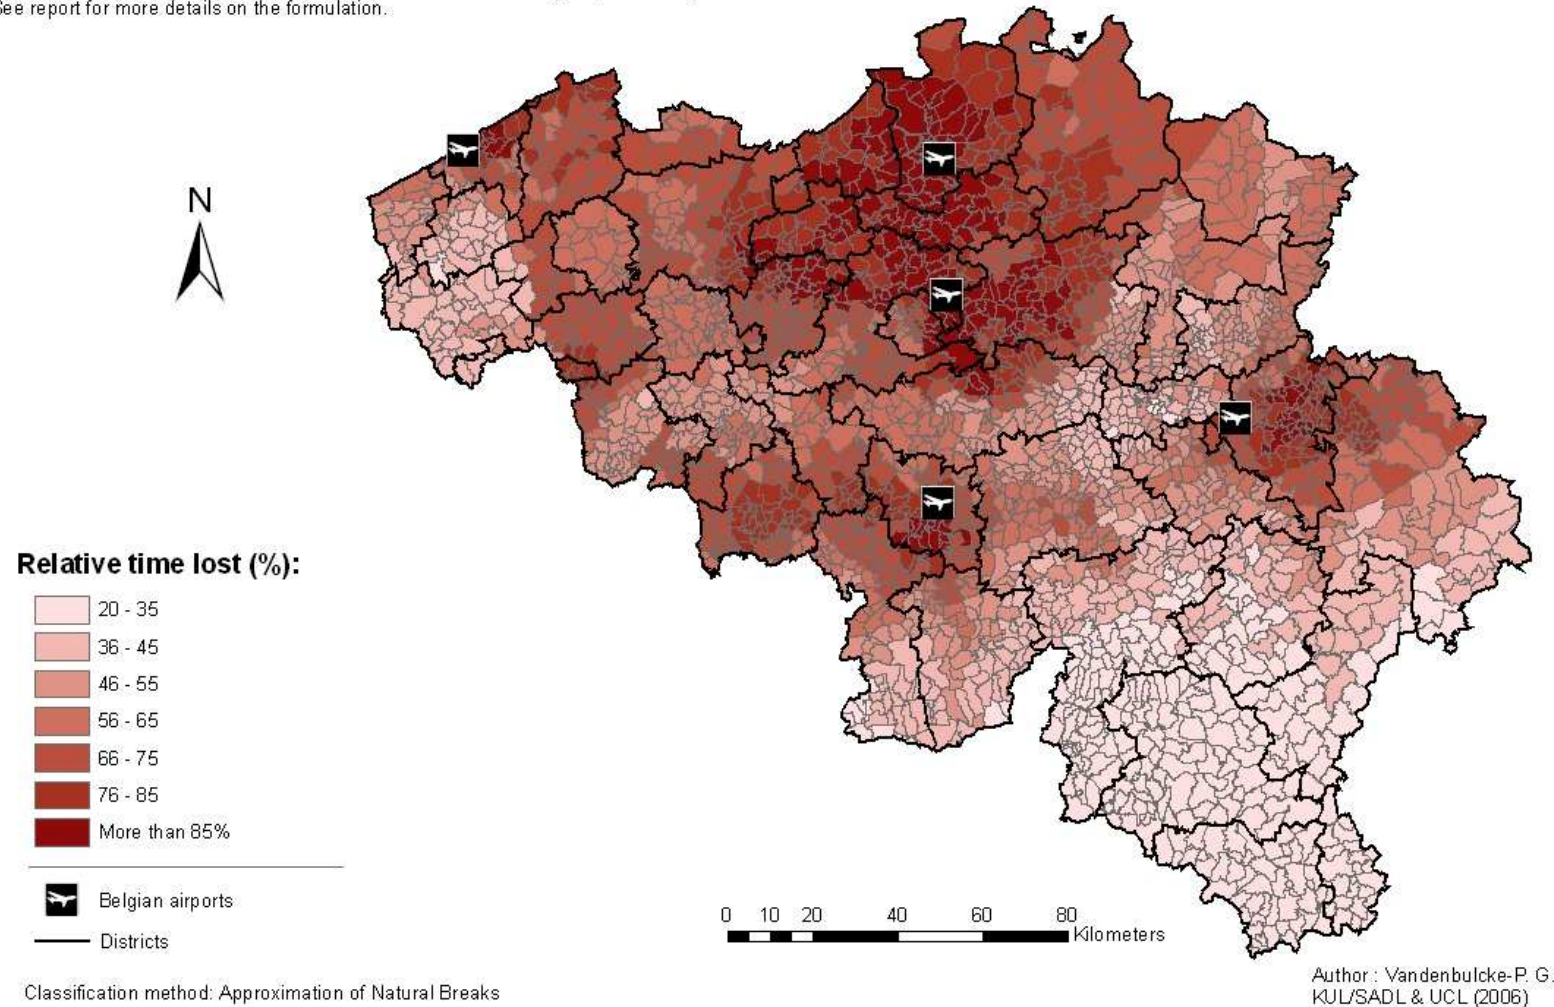 See report for more details on the formulation.
N
Relative time lost (%):
20 - 35
36 - 45
46 - 55
56 - 65
66 - 75
76 - 85
More than 85%
Belgian airports
Districts
0 10 20 40 60 80
Kilometers
Classification method: Approximation of Natural Breaks
Author : Vandenbulcke-P. G.
KUL/SADL & UCL (2006)